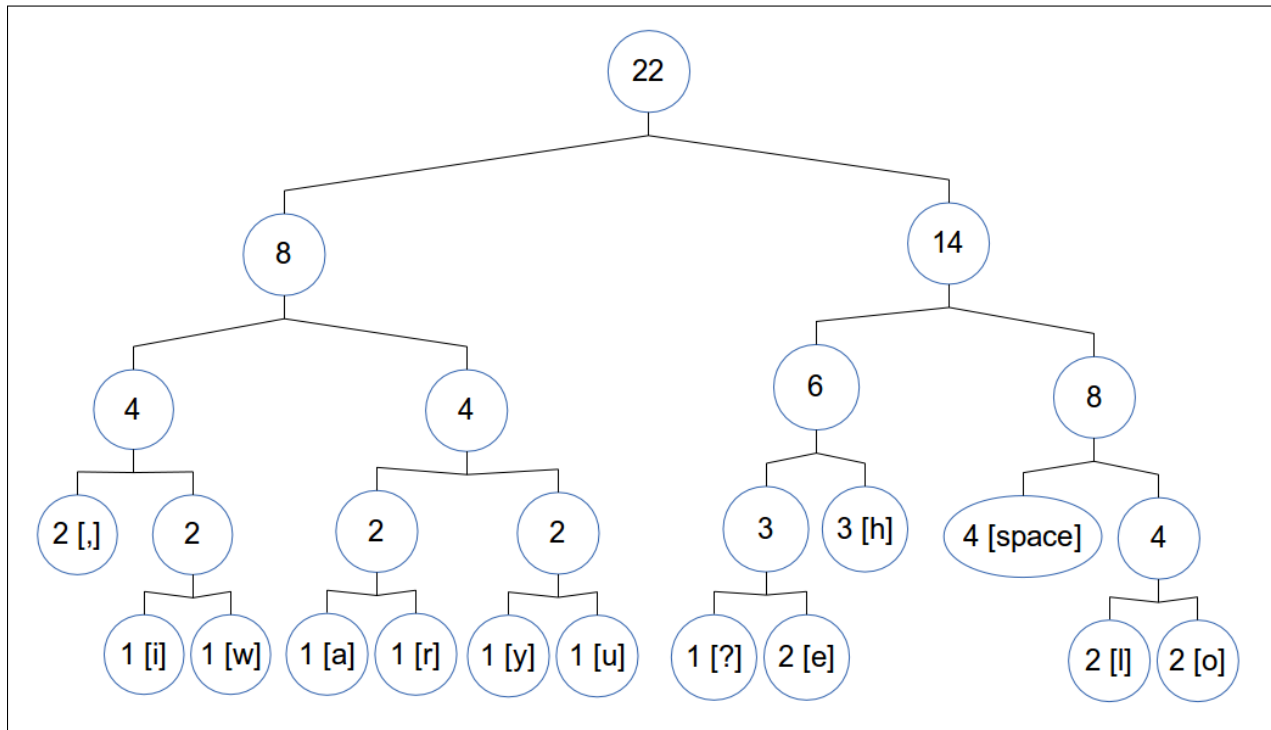 22
8
14
4
4
6
8
2 [,]
2
2
2
3
3 [h]
4 [space]
4
1 [i]
1 [w]
1 [a]
1 [r]
1 [y]
1 [u]
1 [?]
2 [e]
2 [l]
2 [o]